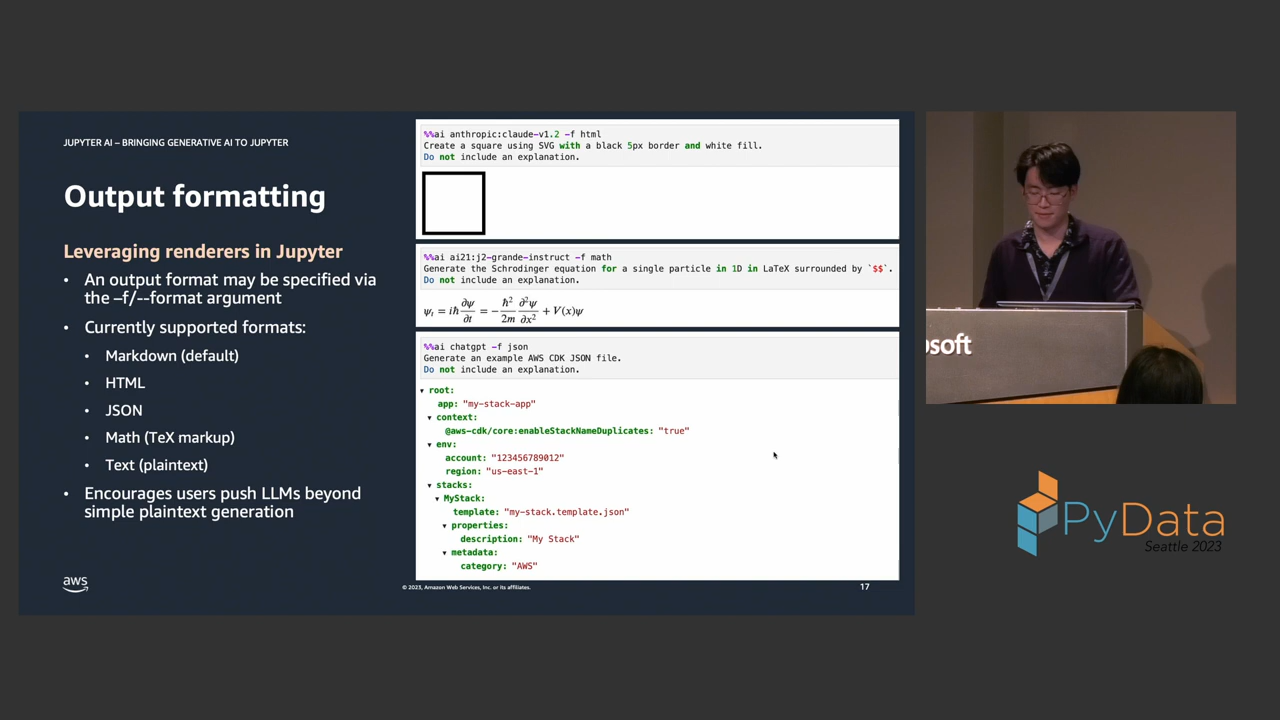 JUPYTER AI – BRINGING GENERATIVE AI TO JUPYTER
Output formatting
Leveraging renderers in Jupyter
• An output format may be specified via
the –f/--format argument
• Currently supported formats:
• Markdown (default)
• HTML
• JSON
• Math (TeX markup)
• Text (plaintext)
• Encourages users push LLMs beyond
simple plaintext generation
aws
%%ai anthropic:claude-v1.2 -f html
Create a square using SVG with a black 5px border and white fill.
Do not include an explanation.
%%ai ai21:j2-grande-instruct -f math
Generate the Schrodinger equation for a single particle in 1D in LaTeX surrounded by `$$`.
Do not include an explanation.
ψₜ = iħ ∂ψ/∂t = − ħ²/2m ∂²ψ/∂x² + V(x)ψ
%%ai chatgpt -f json
Generate an example AWS CDK JSON file.
Do not include an explanation.
▼ root:
app: "my-stack-app"
▼ context:
@aws-cdk/core:enableStackNameDuplicates: "true"
▼ env:
account: "123456789012"
region: "us-east-1"
▼ stacks:
▼ MyStack:
template: "my-stack.template.json"
▼ properties:
description: "My Stack"
▼ metadata:
category: "AWS"
© 2023, Amazon Web Services, Inc. or its affiliates.
17
osoft
PyData
Seattle 2023